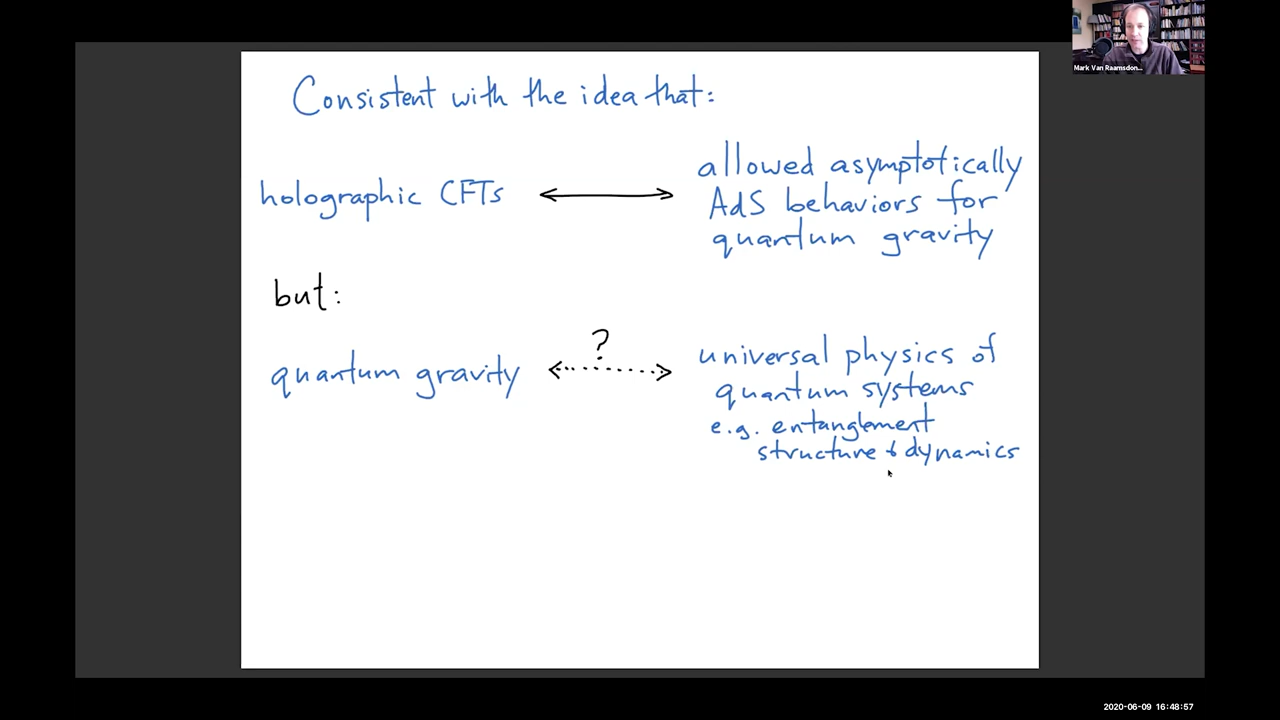 Mark Van Raamsdon...
Consistent with the idea that:
holographic CFTs
allowed asymptotically
AdS behaviors for
quantum gravity
but:
?
quantum gravity
universal physics of
quantum systems
e.g. entanglement
structure & dynamics
2020-06-09 16:48:57